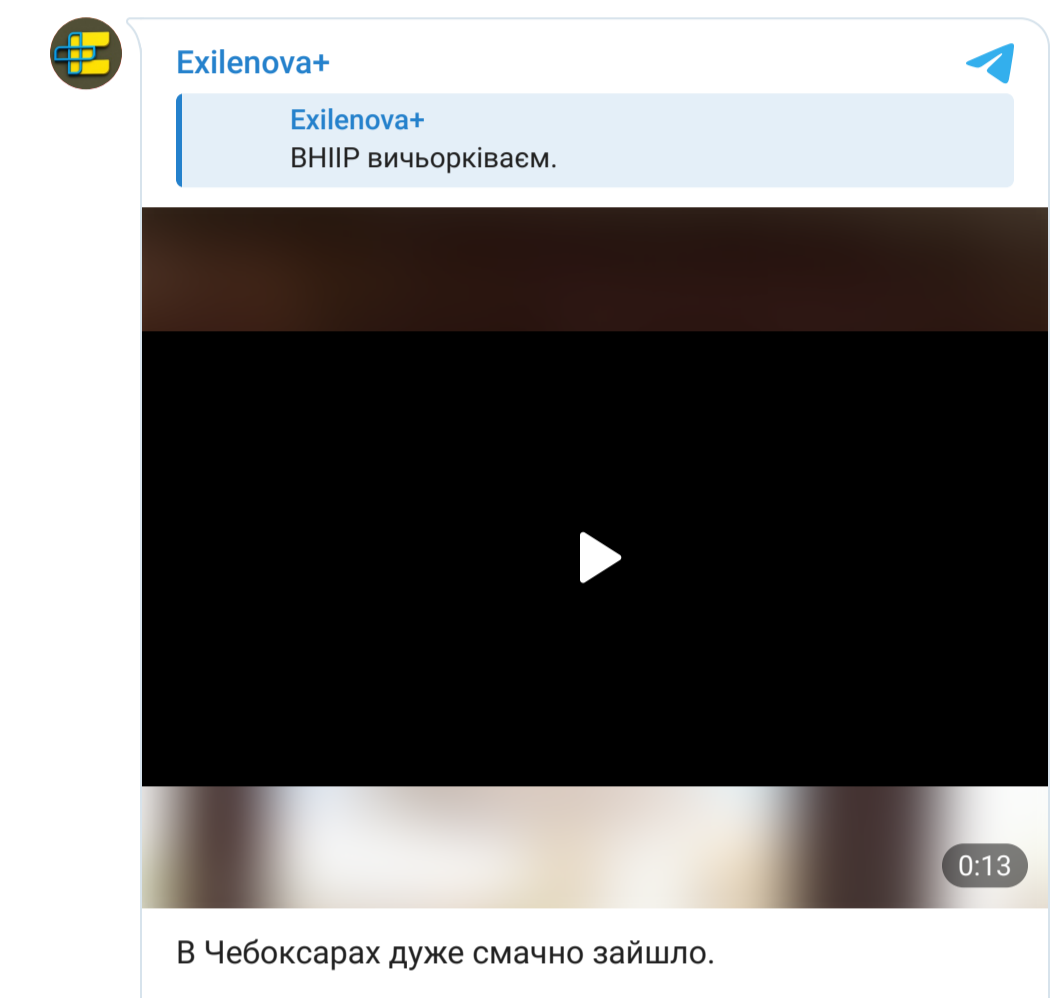 Exilenova+
Exilenova+
ВНІІР вичьорківаєм.
0:13
В Чебоксарах дуже смачно зайшло.